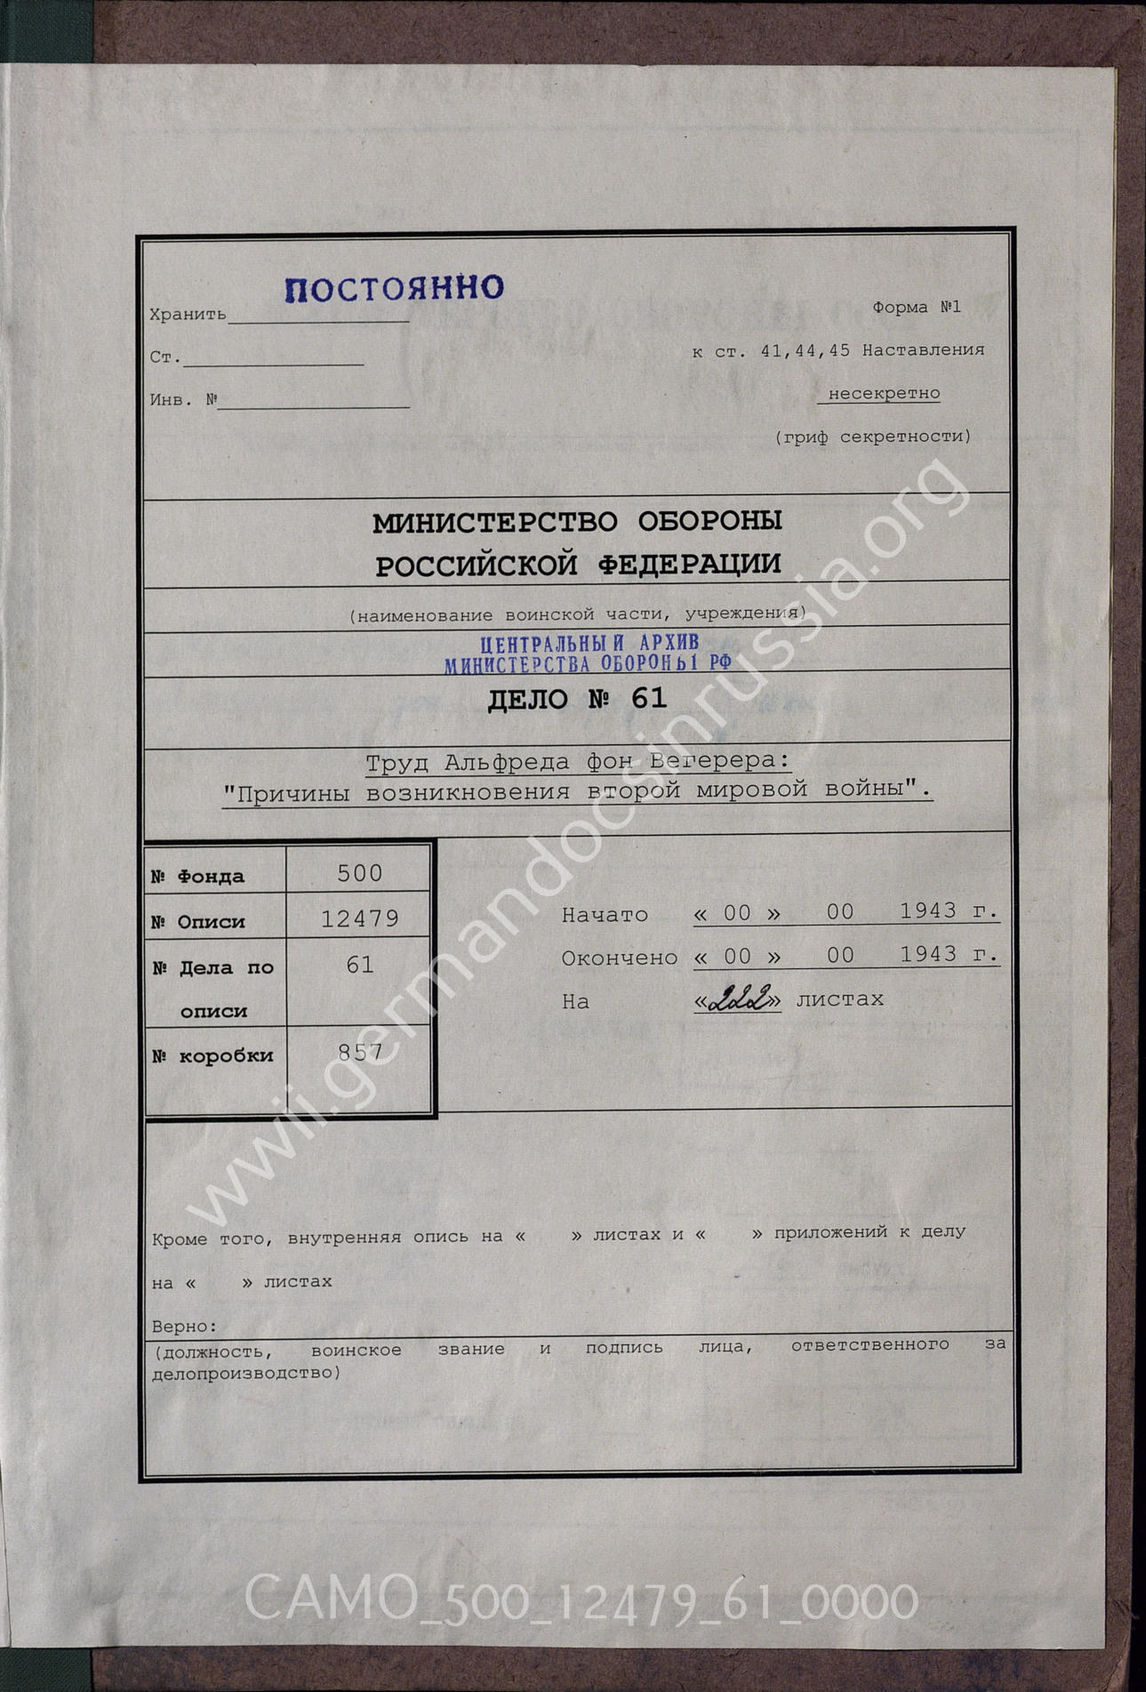 ПОСТОЯННО
Хранить
Форма №1
Ст.
к ст. 41,44,45 Наставления
Инв. №
несекретно
(гриф секретности)
МИНИСТЕРСТВО ОБОРОНЫ
РОССИЙСКОЙ ФЕДЕРАЦИИ
(наименование воинской части, учреждения)
ЦЕНТРАЛЬНЫЙ АРХИВ
МИНИСТЕРСТВА ОБОРОНЫ РФ
ДЕЛО № 61
Труд Альфреда фон Вегерера:
"Причины возникновения второй мировой войны".
№ Фонда 500
№ Описи 12479
№ Дела по 61
описи
№ коробки 857
Начато « 00 » 00 1943 г.
Окончено « 00 » 00 1943 г.
На «222» листах
Кроме того, внутренняя опись на « » листах и « » приложений к делу
на « » листах
Верно:
(должность, воинское звание и подпись лица, ответственного за
делопроизводство)
wwii.germandocsinrussia.org
CAMO_500_12479_61_0000